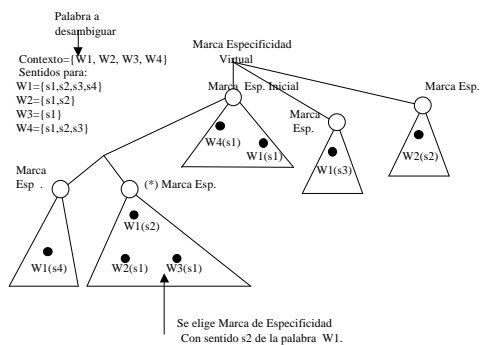 Palabra a
desambiguar
Contexto={W1, W2, W3, W4}
Sentidos para:
W1={s1,s2,s3,s4}
W2={s1,s2}
W3={s1}
W4={s1,s2,s3}
Marca Especificidad
Virtual
Marca Esp. Inicial
Marca Esp.
Marca
Esp.
W4(s1)
W1(s1)
W1(s3)
W2(s2)
Marca
Esp .
(*) Marca Esp.
W1(s2)
W1(s4)
W2(s1)
W3(s1)
Se elige Marca de Especificidad
Con sentido s2 de la palabra W1.